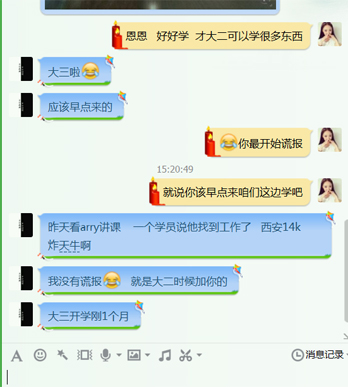 恩恩 好好学 才大二可以学很多东西
大三啦😂
应该早点来的
😂你最开始谎报
15:20:49
就说你该早点来咱们这边学吧
昨天看arry讲课 一个学员说他找到工作了 西安14k
炸天牛啊
我没有谎报😂 就是大二时候加你的
大三开学刚1个月
消息记录